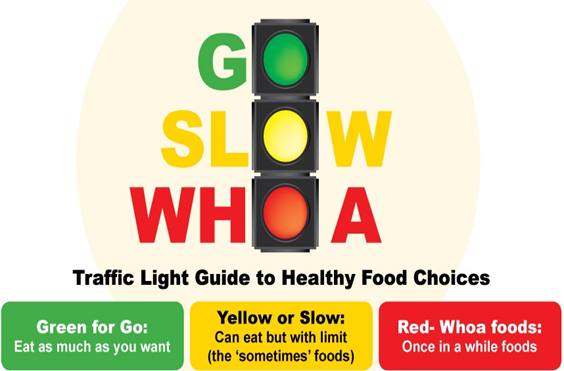 GO
SLOW
WHOA
Traffic Light Guide to Healthy Food Choices
Green for Go:
Eat as much as you want
Yellow or Slow:
Can eat but with limit
(the ‘sometimes’ foods)
Red- Whoa foods:
Once in a while foods